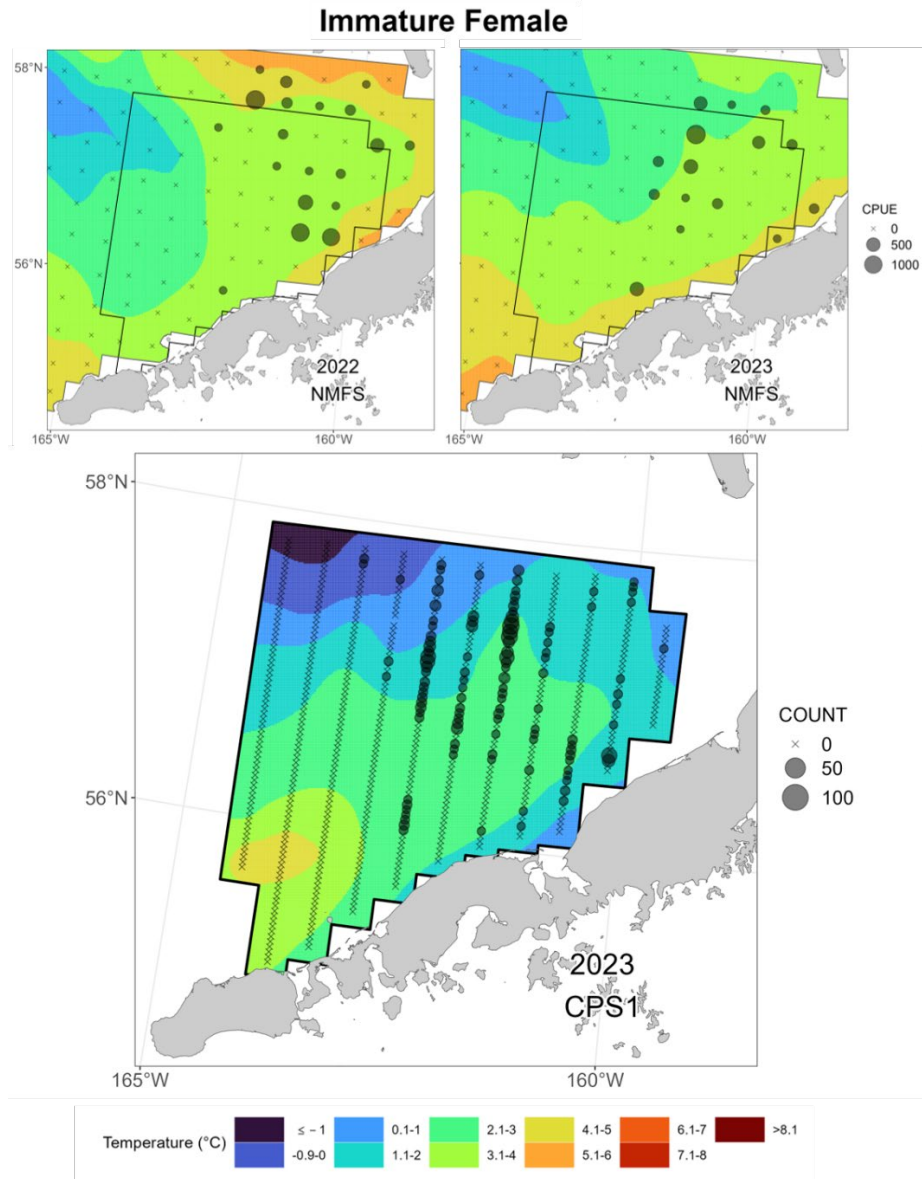 Immature Female
58°N
56°N
2022
NMFS
165°W
160°W
2023
NMFS
165°W
160°W
CPUE
× 0
500
1000
58°N
56°N
2023
CPS1
165°W
160°W
COUNT
× 0
50
100
Temperature (°C)
≤ − 1
0.1-1
2.1-3
4.1-5
6.1-7
>8.1
-0.9-0
1.1-2
3.1-4
5.1-6
7.1-8